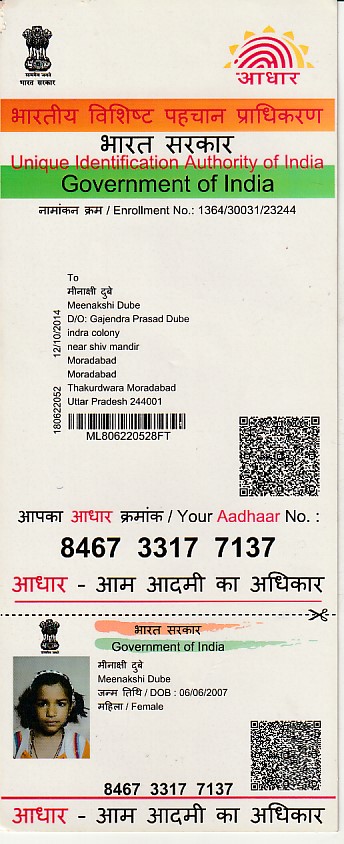 सत्यमेव जयते
भारत सरकार
आधार
भारतीय विशिष्ट पहचान प्राधिकरण
भारत सरकार
Unique Identification Authority of India
Government of India
नामांकन क्रम / Enrollment No.: 1364/30031/23244
To
मीनाक्षी दुबे
Meenakshi Dube
D/O: Gajendra Prasad Dube
indra colony
near shiv mandir
Moradabad
Moradabad
Thakurdwara Moradabad
Uttar Pradesh 244001
180622052 12/10/2014
ML806220528FT
आपका आधार क्रमांक / Your Aadhaar No. :
8467 3317 7137
आधार - आम आदमी का अधिकार
भारत सरकार
Government of India
मीनाक्षी दुबे
Meenakshi Dube
जन्म तिथि / DOB : 06/06/2007
महिला / Female
8467 3317 7137
आधार - आम आदमी का अधिकार